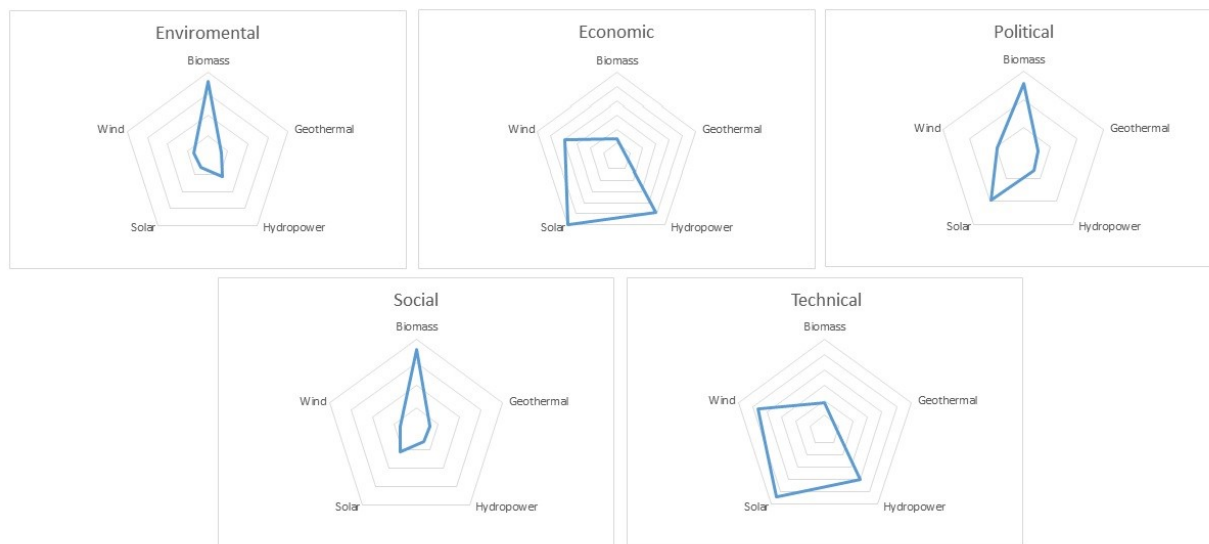 Enviromental
Biomass
Wind
Geothermal
Solar
Hydropower
Economic
Biomass
Wind
Geothermal
Solar
Hydropower
Political
Biomass
Wind
Geothermal
Solar
Hydropower
Social
Biomass
Wind
Geothermal
Solar
Hydropower
Technical
Biomass
Wind
Geothermal
Solar
Hydropower